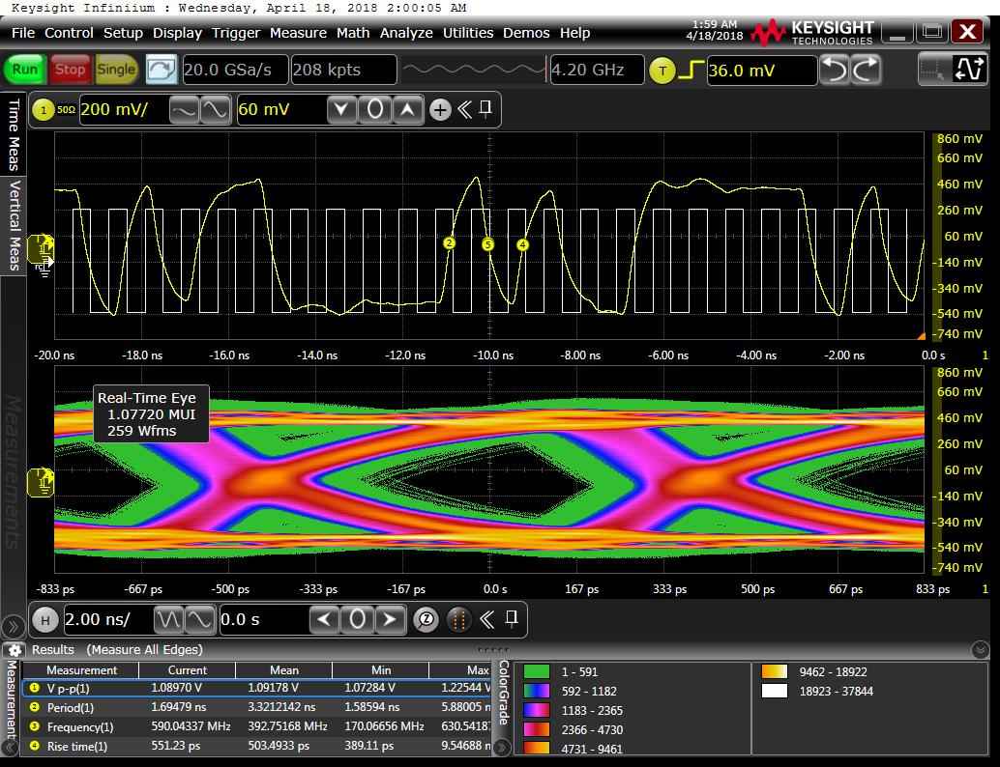 Keysight Infiniium : Wednesday, April 18, 2018 2:00:05 AM
File Control Setup Display Trigger Measure Math Analyze Utilities Demos Help
1:59 AM
4/18/2018
KEYSIGHT
TECHNOLOGIES
Run Stop Single 20.0 GSa/s 208 kpts 4.20 GHz T 36.0 mV
1 50Ω 200 mV/ 60 mV
Time Meas
Vertical Meas
Measurements
860 mV
660 mV
460 mV
260 mV
60 mV
-140 mV
-340 mV
-540 mV
-740 mV
2 5 4
-20.0 ns -18.0 ns -16.0 ns -14.0 ns -12.0 ns -10.0 ns -8.00 ns -6.00 ns -4.00 ns -2.00 ns 0.0 s 1
Real-Time Eye
1.07720 MUI
259 Wfms
860 mV
660 mV
460 mV
260 mV
60 mV
-140 mV
-340 mV
-540 mV
-740 mV
-833 ps -667 ps -500 ps -333 ps -167 ps 0.0 s 167 ps 333 ps 500 ps 667 ps 833 ps 1
H 2.00 ns/ 0.0 s
Results (Measure All Edges)
Measurement Current Mean Min Max
1 V p-p(1) 1.08970 V 1.09178 V 1.07284 V 1.22544 V
2 Period(1) 1.69479 ns 3.3212142 ns 1.58594 ns 5.88005 n
3 Frequency(1) 590.04337 MHz 392.75168 MHz 170.06656 MHz 630.54187
4 Rise time(1) 551.23 ps 503.4933 ps 389.11 ps 9.54688 n
Measurement
ColorGrade
1 - 591
592 - 1182
1183 - 2365
2366 - 4730
4731 - 9461
9462 - 18922
18923 - 37844